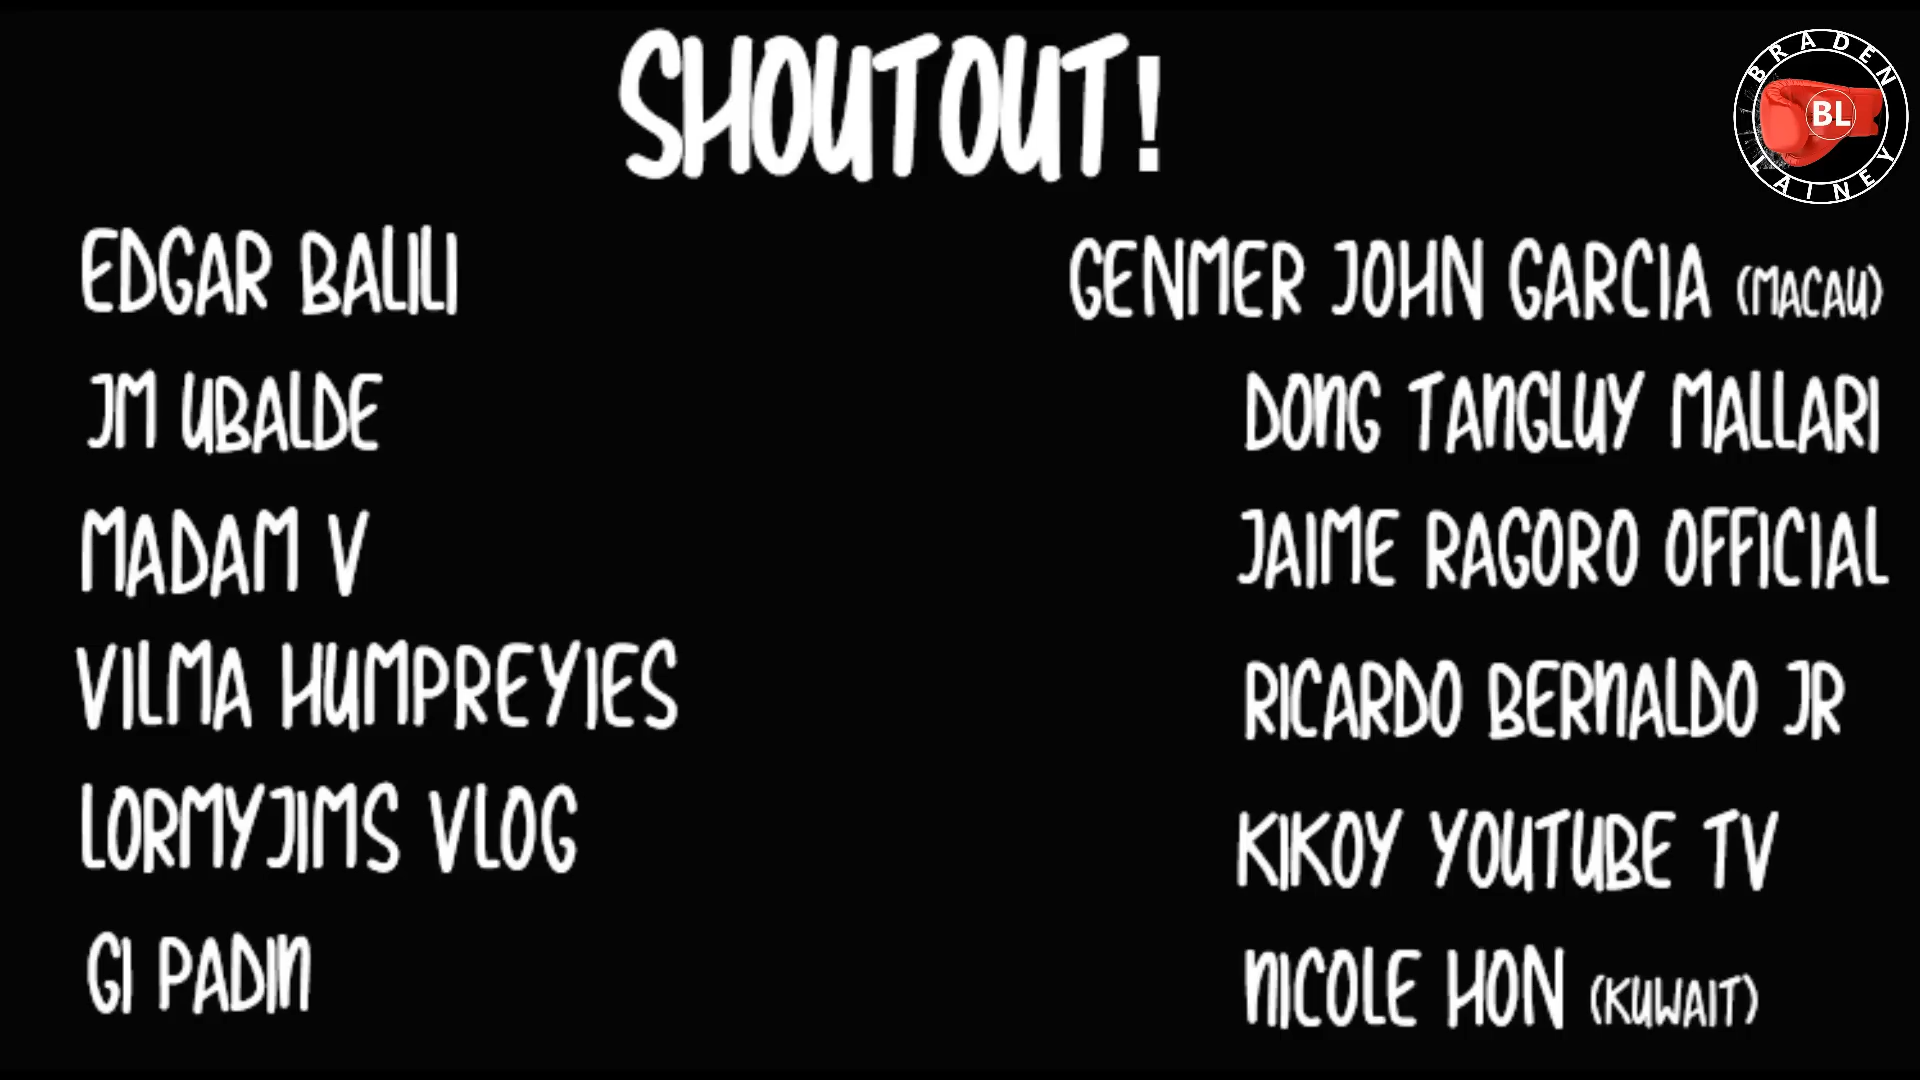 SHOUTOUT!
BRADEN
BL
LAINEY
EDGAR BALILI
JM UBALDE
MADAM V
VILMA HUMPREYIES
LORMYJIMS VLOG
GI PADIN
GENMER JOHN GARCIA (MACAU)
DONG TANGLUY MALLARI
JAIME RAGORO OFFICIAL
RICARDO BERNALDO JR
KIKOY YOUTUBE TV
NICOLE HON (KUWAIT)